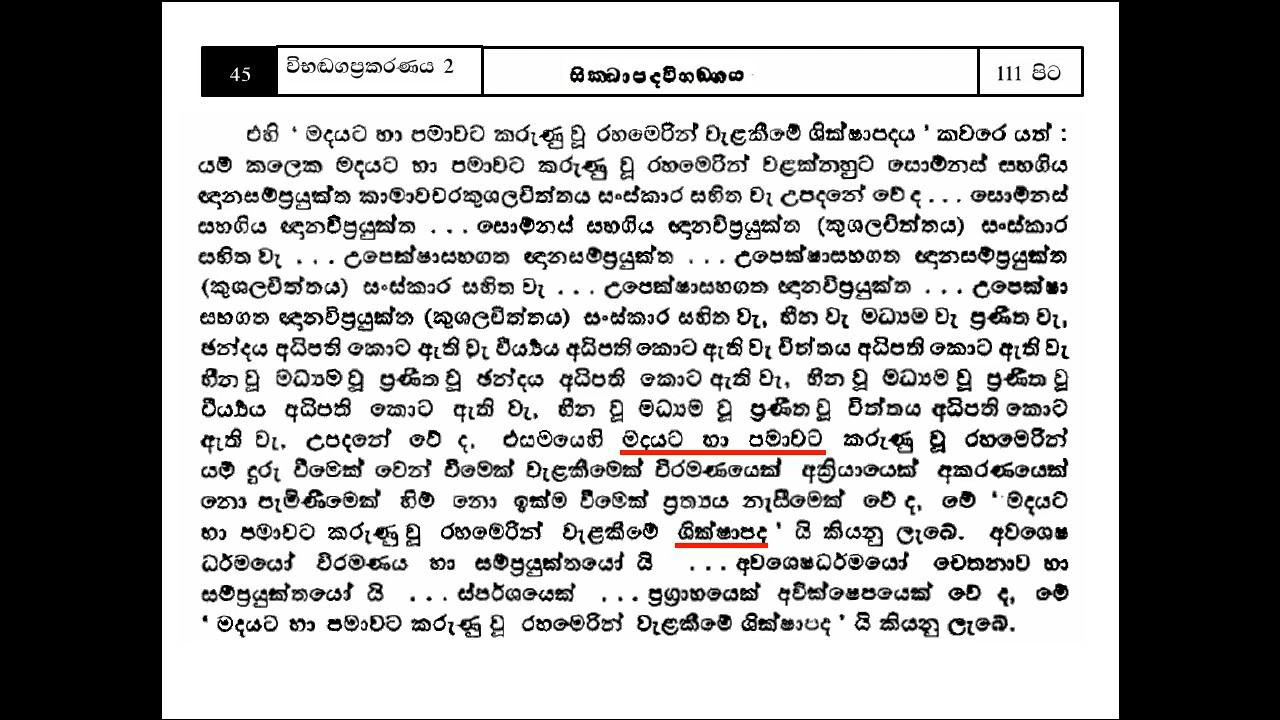 45 විභඬගප්‍රකරණය 2 සික්ඛාපදවිභඬගය 111 පිට
එහි ‘ මදයට හා පමාවට කරුණු වූ රහමෙරින් වැළකීමේ ශික්ෂාපදය ’ කවරෙ යත් :
යම් කලෙක මදයට හා පමාවට කරුණු වූ රහමෙරින් වළක්නහුට සොම්නස් සහගිය
ඥානසම්ප්‍රයුක්ත කාමාවචරකුශලචිත්තය සංස්කාර සහිත වැ උපදනේ වේ ද . . . සොම්නස්
සහගිය ඥානවිප්‍රයුක්ත . . . සොම්නස් සහගිය ඥානවිප්‍රයුක්ත (කුශලචිත්තය) සංස්කාර
සහිත වැ . . . උපෙක්ෂාසහගත ඥානසම්ප්‍රයුක්ත . . . උපෙක්ෂාසහගත ඥානසම්ප්‍රයුක්ත
(කුශලචිත්තය) සංස්කාර සහිත වැ . . . උපෙක්ෂාසහගත ඥානවිප්‍රයුක්ත . . . උපෙක්ෂා
සහගත ඥානවිප්‍රයුක්ත (කුශලචිත්තය) සංස්කාර සහිත වැ, හීන වැ මධ්‍යම වැ ප්‍රණීත වැ,
ඡන්දය අධිපති කොට ඇති වැ වීර්‍ය්‍යය අධිපති කොට ඇති වැ චිත්තය අධිපති කොට ඇති වැ
හීන වූ මධ්‍යම වූ ප්‍රණීත වූ ඡන්දය අධිපති කොට ඇති වැ, හීන වූ මධ්‍යම වූ ප්‍රණීත වූ
වීර්‍ය්‍යය අධිපති කොට ඇති වැ, හීන වූ මධ්‍යම වූ ප්‍රණීත වූ චිත්තය අධිපති කොට
ඇති වැ, උපදනේ වේ ද, එසමයෙහි මදයට හා පමාවට කරුණු වූ රහමෙරින්
යම් දුරු වීමෙක් වෙන් වීමෙක් වැළකීමෙක් විරමණයෙක් අක්‍රියායෙක් අකරණයෙක්
නො පැමිණීමෙක් හිම් නො ඉක්ම වීමෙක් ප්‍රත්‍යය නැසීමෙක් වේ ද, මේ ‘ මදයට
හා පමාවට කරුණු වූ රහමෙරින් වැළකීමේ ශික්ෂාපද ’ යි කියනු ලැබේ. අවශෙෂ
ධර්මයෝ විරමණය හා සම්ප්‍රයුක්තයෝ යි . . . අවශෙෂධර්මයෝ චෙතනාව හා
සම්ප්‍රයුක්තයෝ යි . . . ස්පර්ශයෙක් . . . ප්‍රග්‍රාහයෙක් අවික්ෂෙපයෙක් වේ ද, මේ
‘ මදයට හා පමාවට කරුණු වූ රහමෙරින් වැළකීමේ ශික්ෂාපද ’ යි කියනු ලැබේ.